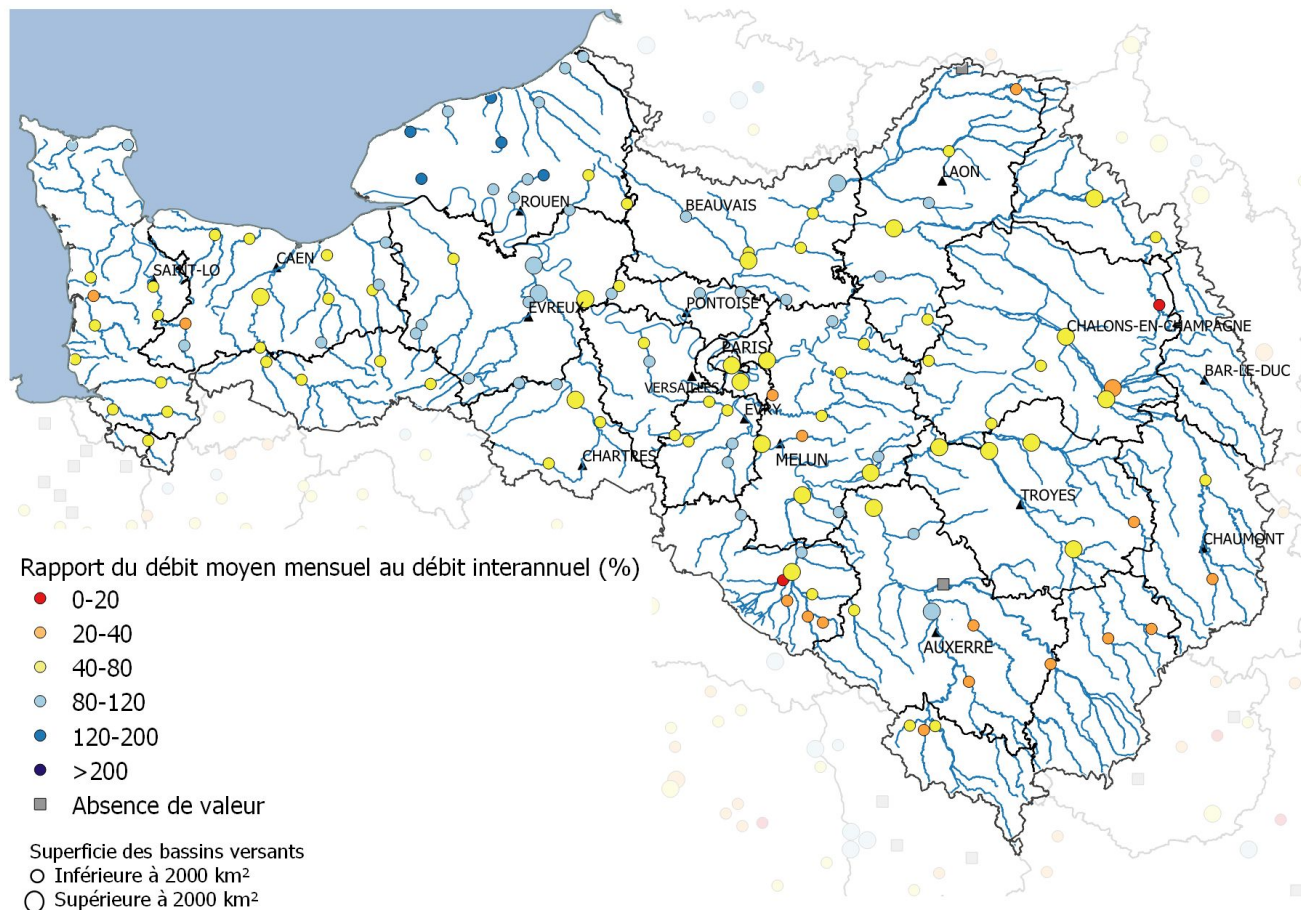 LAON
BEAUVAIS
ROUEN
CAEN
SAINT-LO
EVREUX
PONTOISE
CHALONS-EN-CHAMPAGNE
PARIS
BAR-LE-DUC
VERSAILLES
EVRY
CHARTRES
MELUN
TROYES
CHAUMONT
AUXERRE
Rapport du débit moyen mensuel au débit interannuel (%)
0-20
20-40
40-80
80-120
120-200
>200
Absence de valeur
Superficie des bassins versants
Inférieure à 2000 km²
Supérieure à 2000 km²